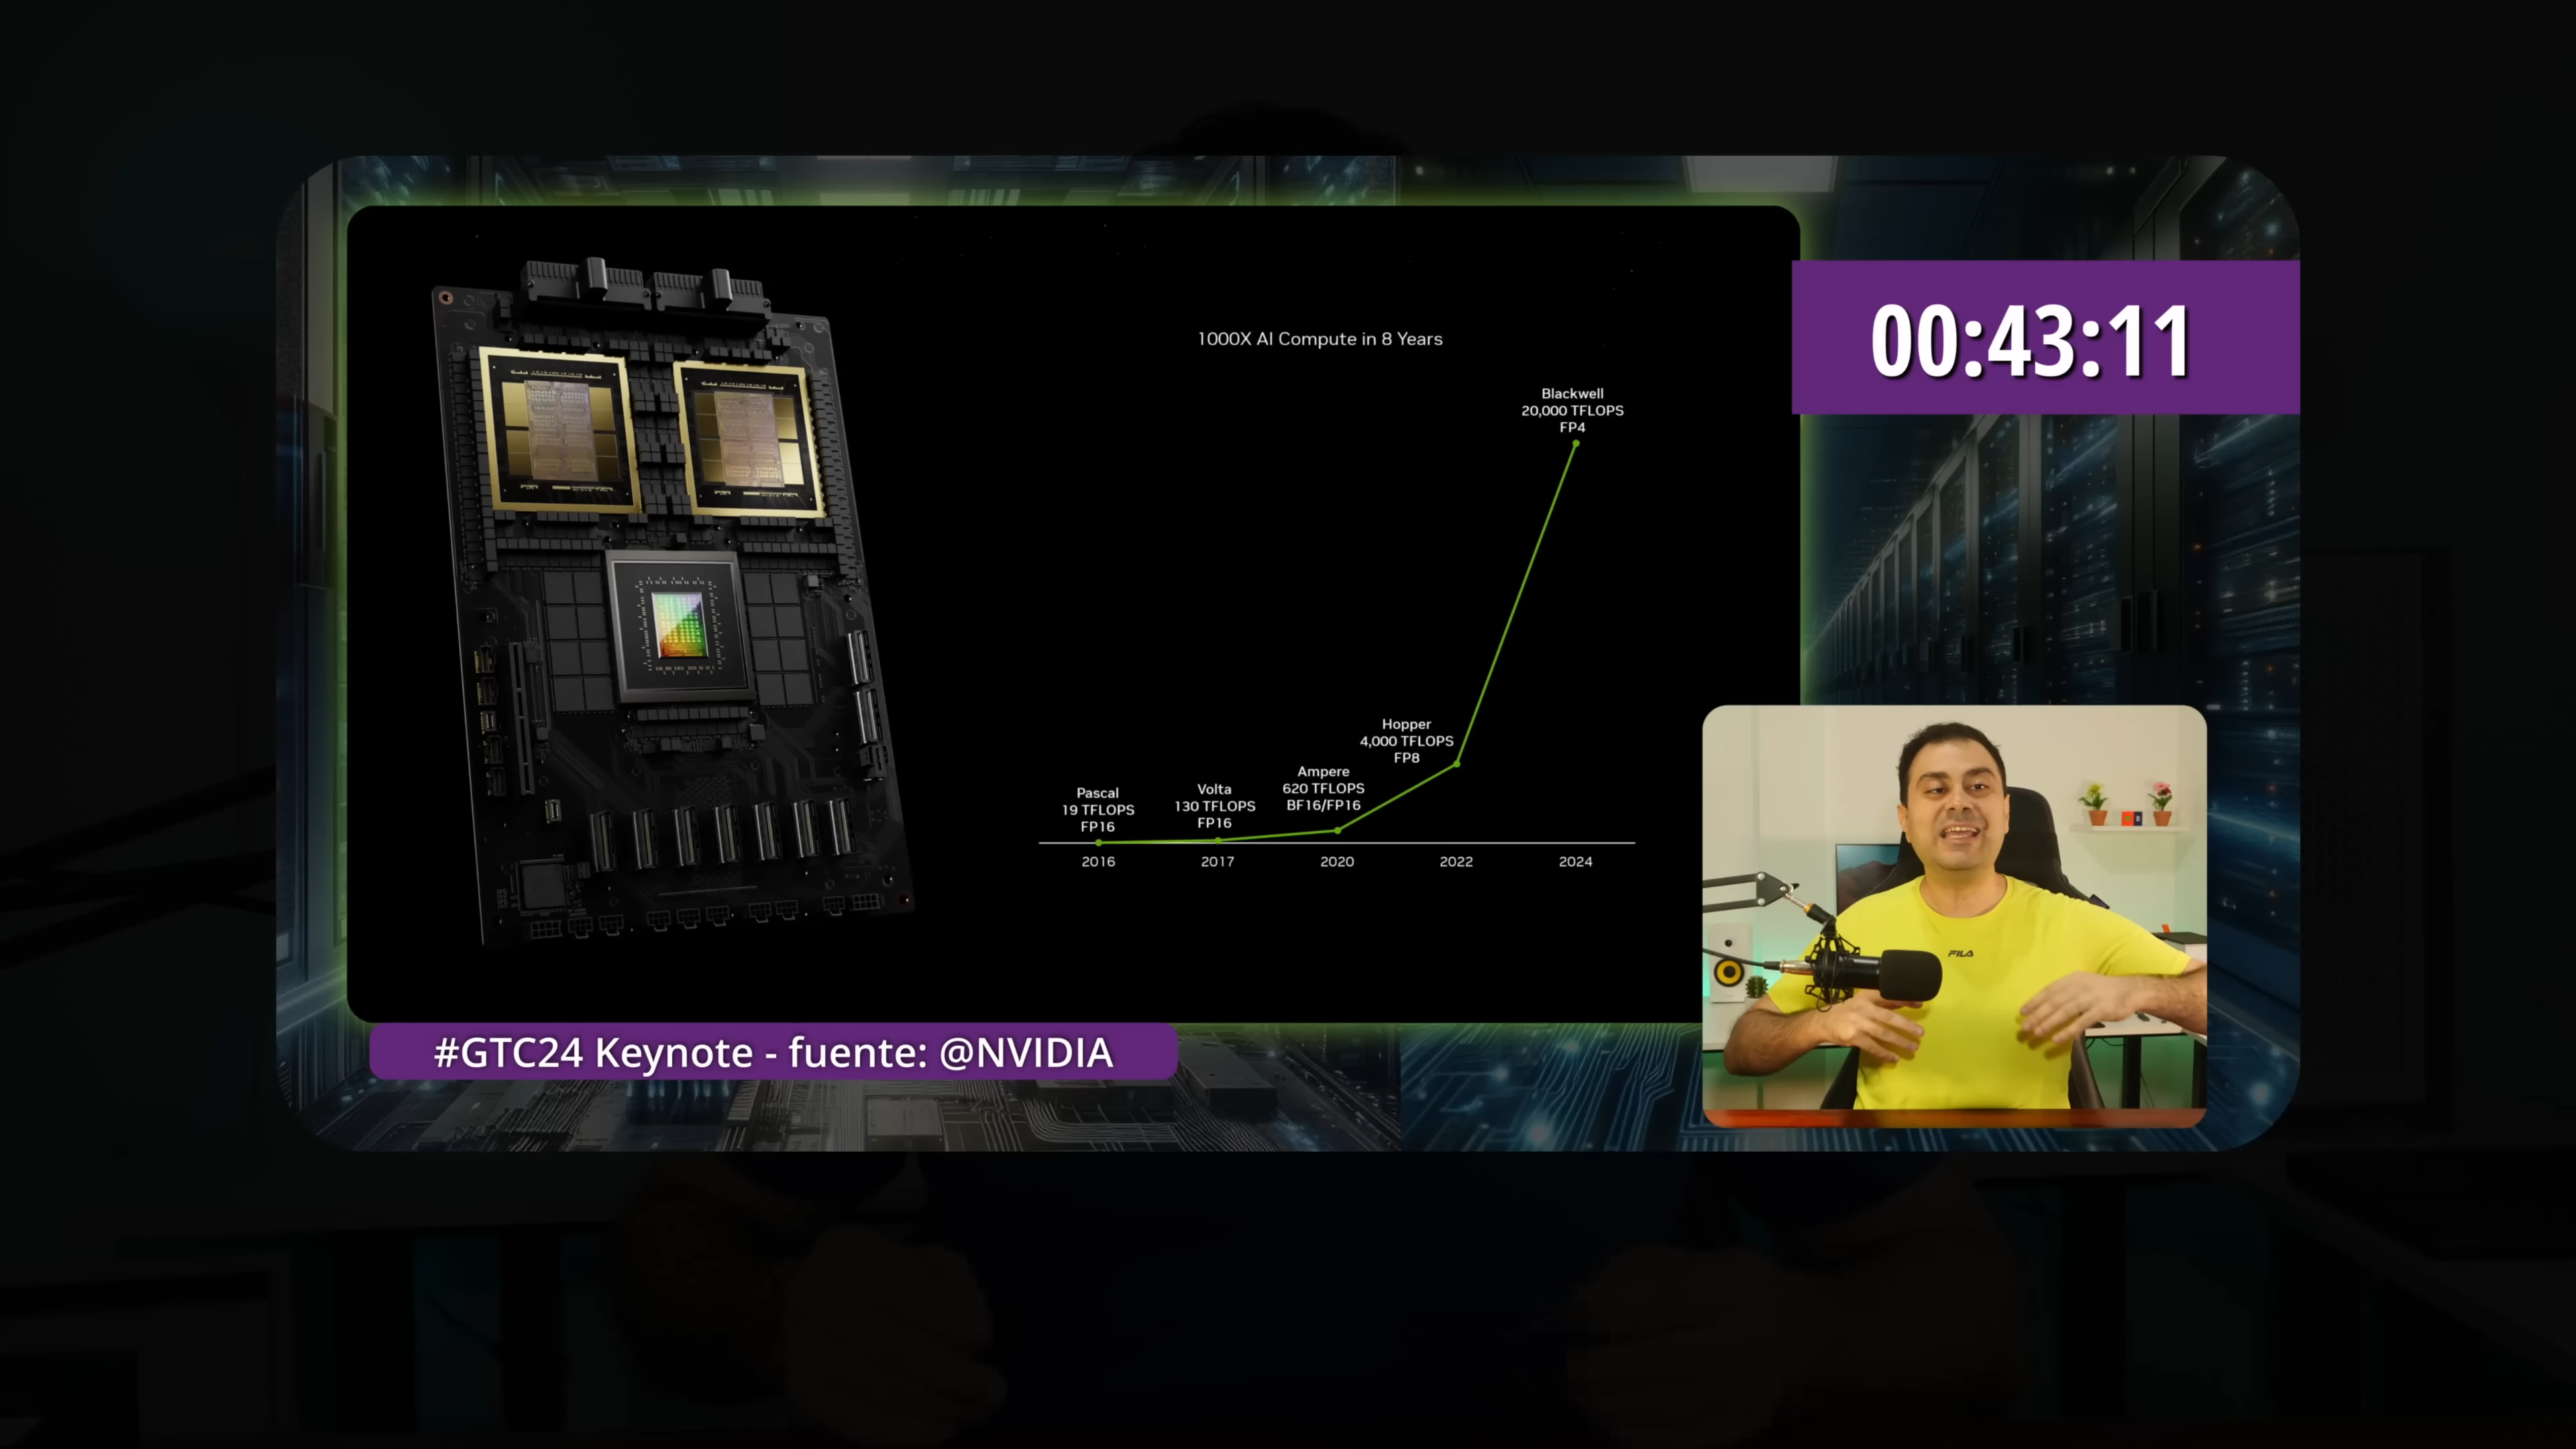 1000X AI Compute in 8 Years
00:43:11
Blackwell
20,000 TFLOPS
FP4
Hopper
4,000 TFLOPS
FP8
Ampere
620 TFLOPS
BF16/FP16
Volta
130 TFLOPS
FP16
Pascal
19 TFLOPS
FP16
2016 2017 2020 2022 2024
FILA
#GTC24 Keynote - fuente: @NVIDIA